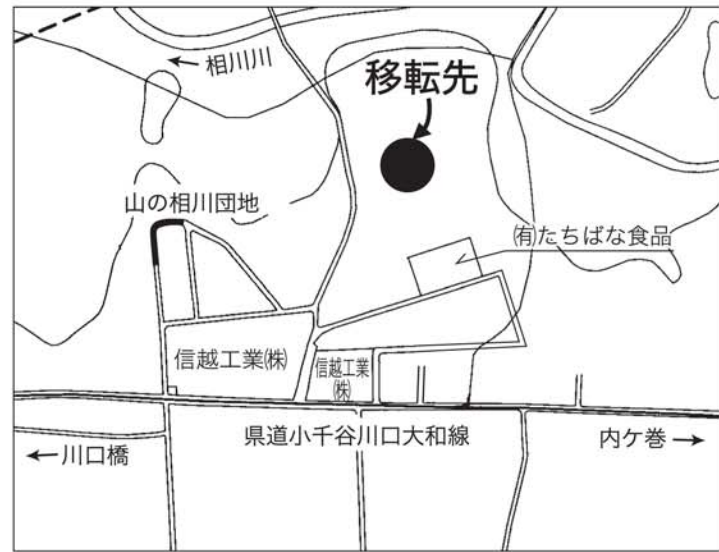 ← 相川川
移転先
山の相川団地
㈲たちばな食品
信越工業㈱
信越工業
㈱
県道小千谷川口大和線
内ケ巻 →
← 川口橋